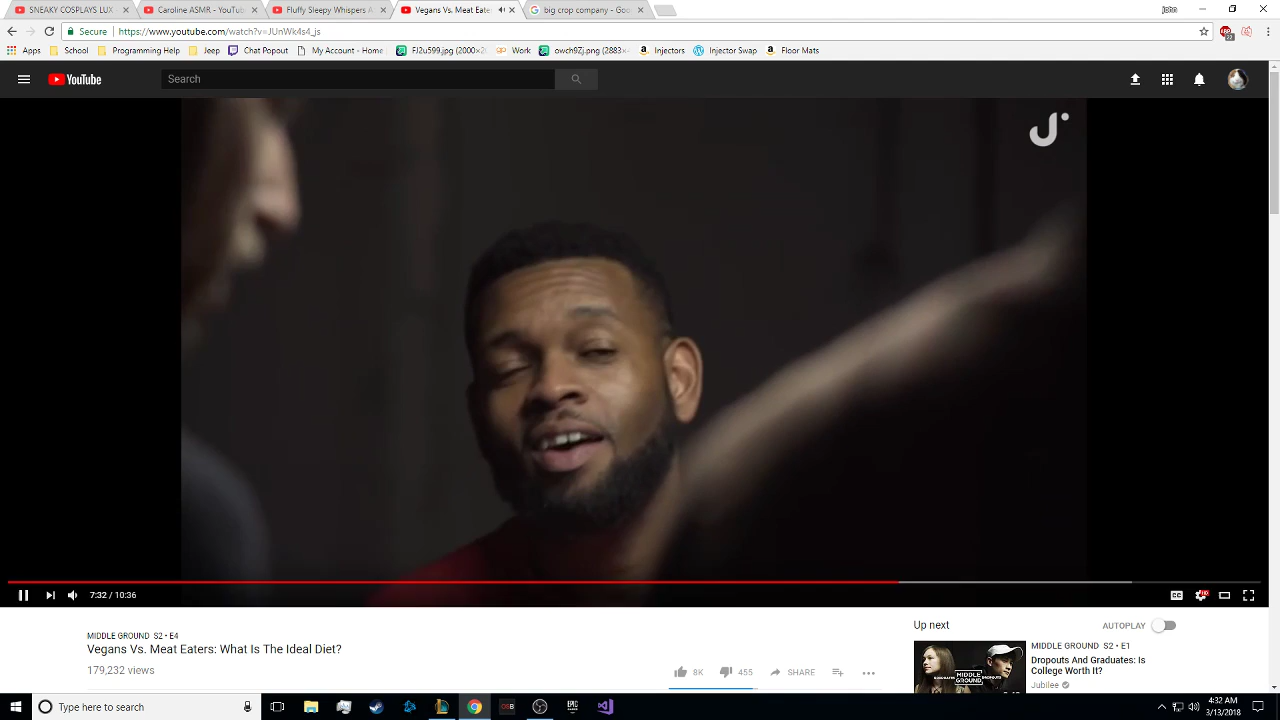 SNEAKY COSPLAYS LUX
Caroline ASMR - YouTu
Fluffy Sleepy Whispers A
Vegans Vs. Meat Eate
big crop company - Goo
Secure
https://www.youtube.com/watch?v=JUnWk4s4_js
Apps School Programming Help Jeep Chat Popout My Account - Home FJ2u599.jpg (2000×2 Work owch9Zj.png (2883× Injectors Injector Swap Floor Mats
YouTube
Search
7:32 / 10:36
CC
HD
MIDDLE GROUND S2 • E4
Vegans Vs. Meat Eaters: What Is The Ideal Diet?
179,232 views
8K 455 SHARE
Up next
AUTOPLAY
MIDDLE GROUND S2 • E1
Dropouts And Graduates: Is
College Worth It?
Jubilee
MIDDLE
GROUND
Type here to search
4:32 AM
3/13/2018